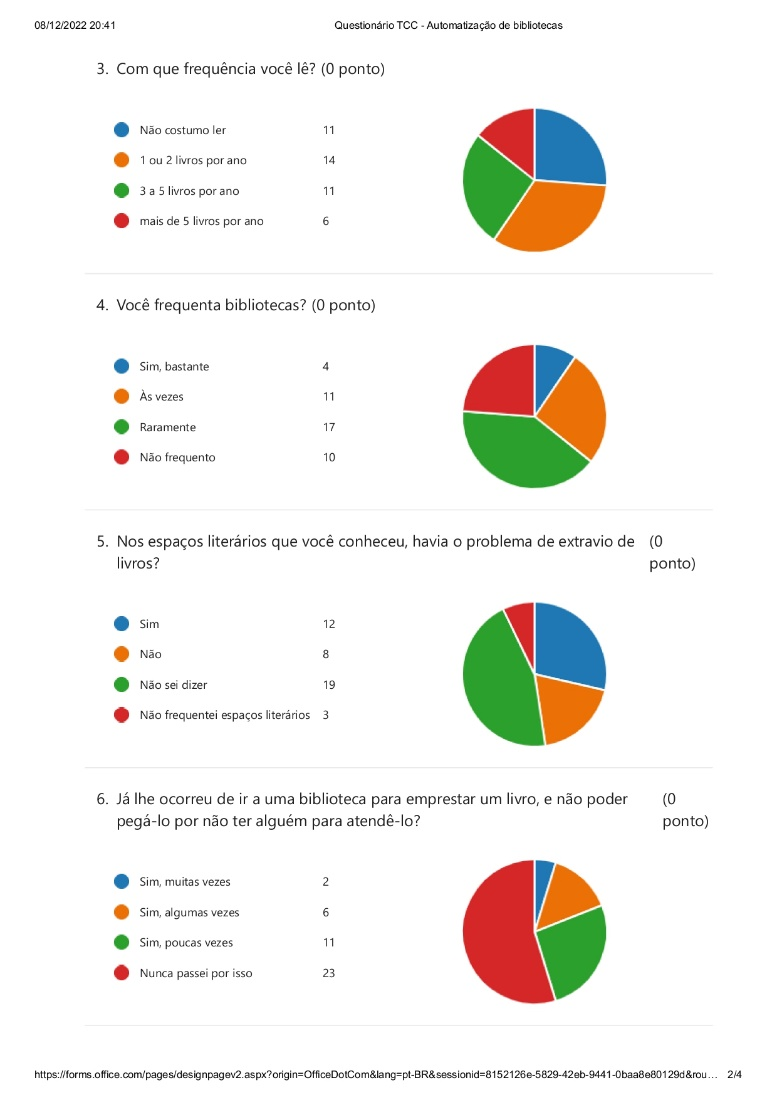 08/12/2022 20:41 Questionário TCC - Automatização de bibliotecas
3. Com que frequência você lê? (0 ponto)
Não costumo ler 11
1 ou 2 livros por ano 14
3 a 5 livros por ano 11
mais de 5 livros por ano 6
4. Você frequenta bibliotecas? (0 ponto)
Sim, bastante 4
Às vezes 11
Raramente 17
Não frequento 10
5. Nos espaços literários que você conheceu, havia o problema de extravio de (0
livros? ponto)
Sim 12
Não 8
Não sei dizer 19
Não frequentei espaços literários 3
6. Já lhe ocorreu de ir a uma biblioteca para emprestar um livro, e não poder (0
pegá-lo por não ter alguém para atendê-lo? ponto)
Sim, muitas vezes 2
Sim, algumas vezes 6
Sim, poucas vezes 11
Nunca passei por isso 23
https://forms.office.com/pages/designpagev2.aspx?origin=OfficeDotCom&lang=pt-BR&sessionid=8152126e-5829-42eb-9441-0baa8e80129d&rou… 2/4